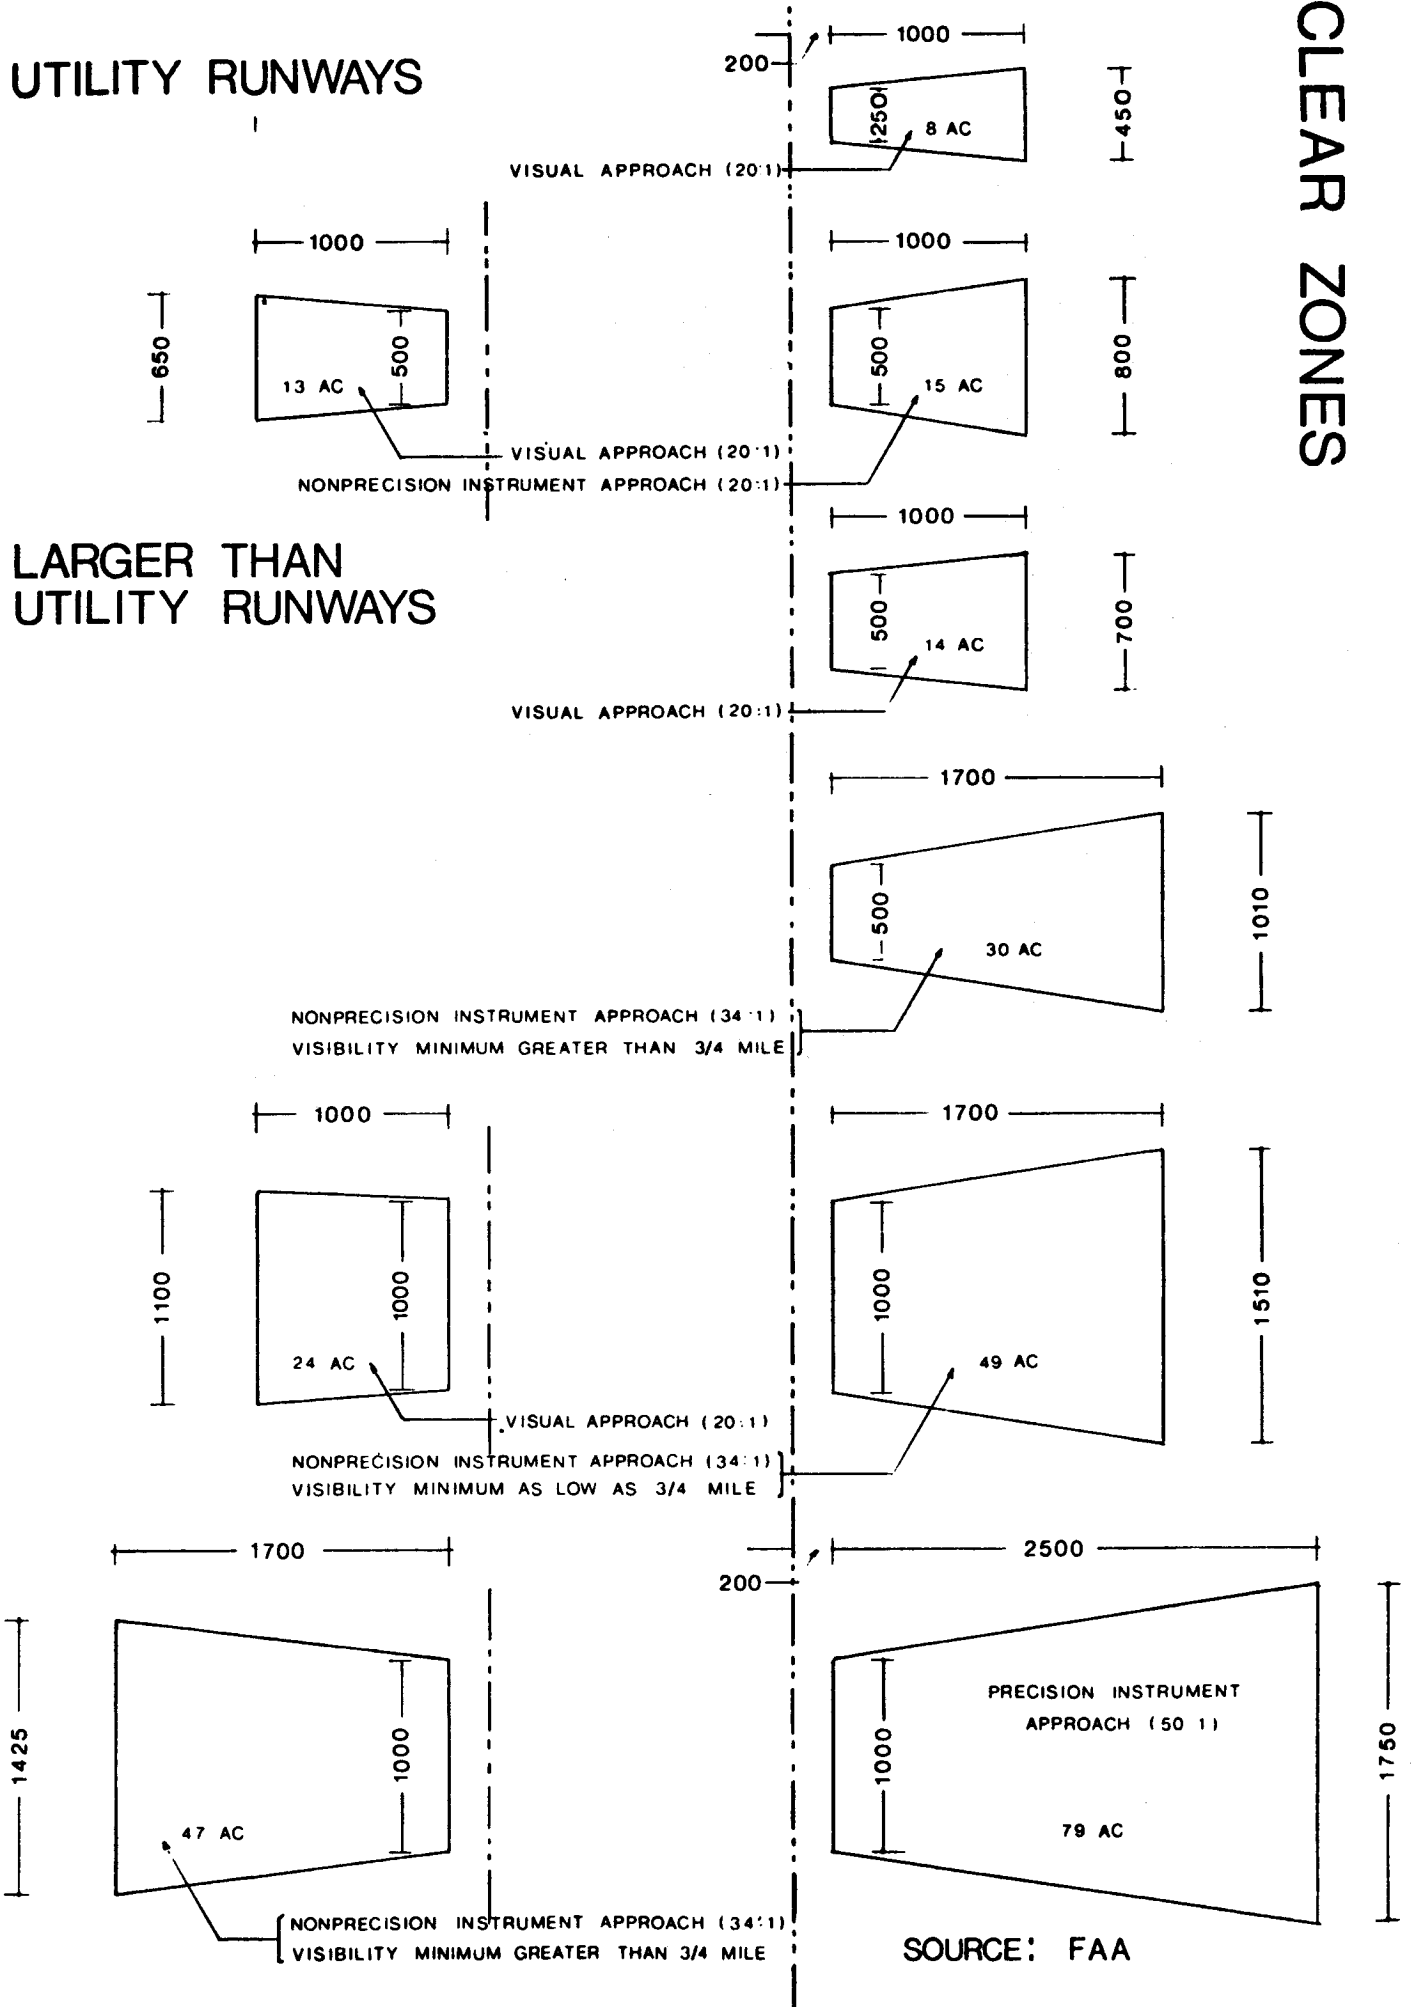 CLEAR ZONES
UTILITY RUNWAYS
1000
200
250
8 AC
450
VISUAL APPROACH (20:1)
1000
1000
650
500
13 AC
500
15 AC
800
VISUAL APPROACH (20:1)
NONPRECISION INSTRUMENT APPROACH (20:1)
LARGER THAN
UTILITY RUNWAYS
1000
500
14 AC
700
VISUAL APPROACH (20:1)
1700
500
30 AC
1010
NONPRECISION INSTRUMENT APPROACH (34:1)
VISIBILITY MINIMUM GREATER THAN 3/4 MILE
1000
1700
1100
1000
24 AC
1000
49 AC
1510
VISUAL APPROACH (20:1)
NONPRECISION INSTRUMENT APPROACH (34:1)
VISIBILITY MINIMUM AS LOW AS 3/4 MILE
1700
2500
200
1425
1000
47 AC
1000
PRECISION INSTRUMENT
APPROACH (50 1)
79 AC
1750
NONPRECISION INSTRUMENT APPROACH (34:1)
VISIBILITY MINIMUM GREATER THAN 3/4 MILE
SOURCE: FAA